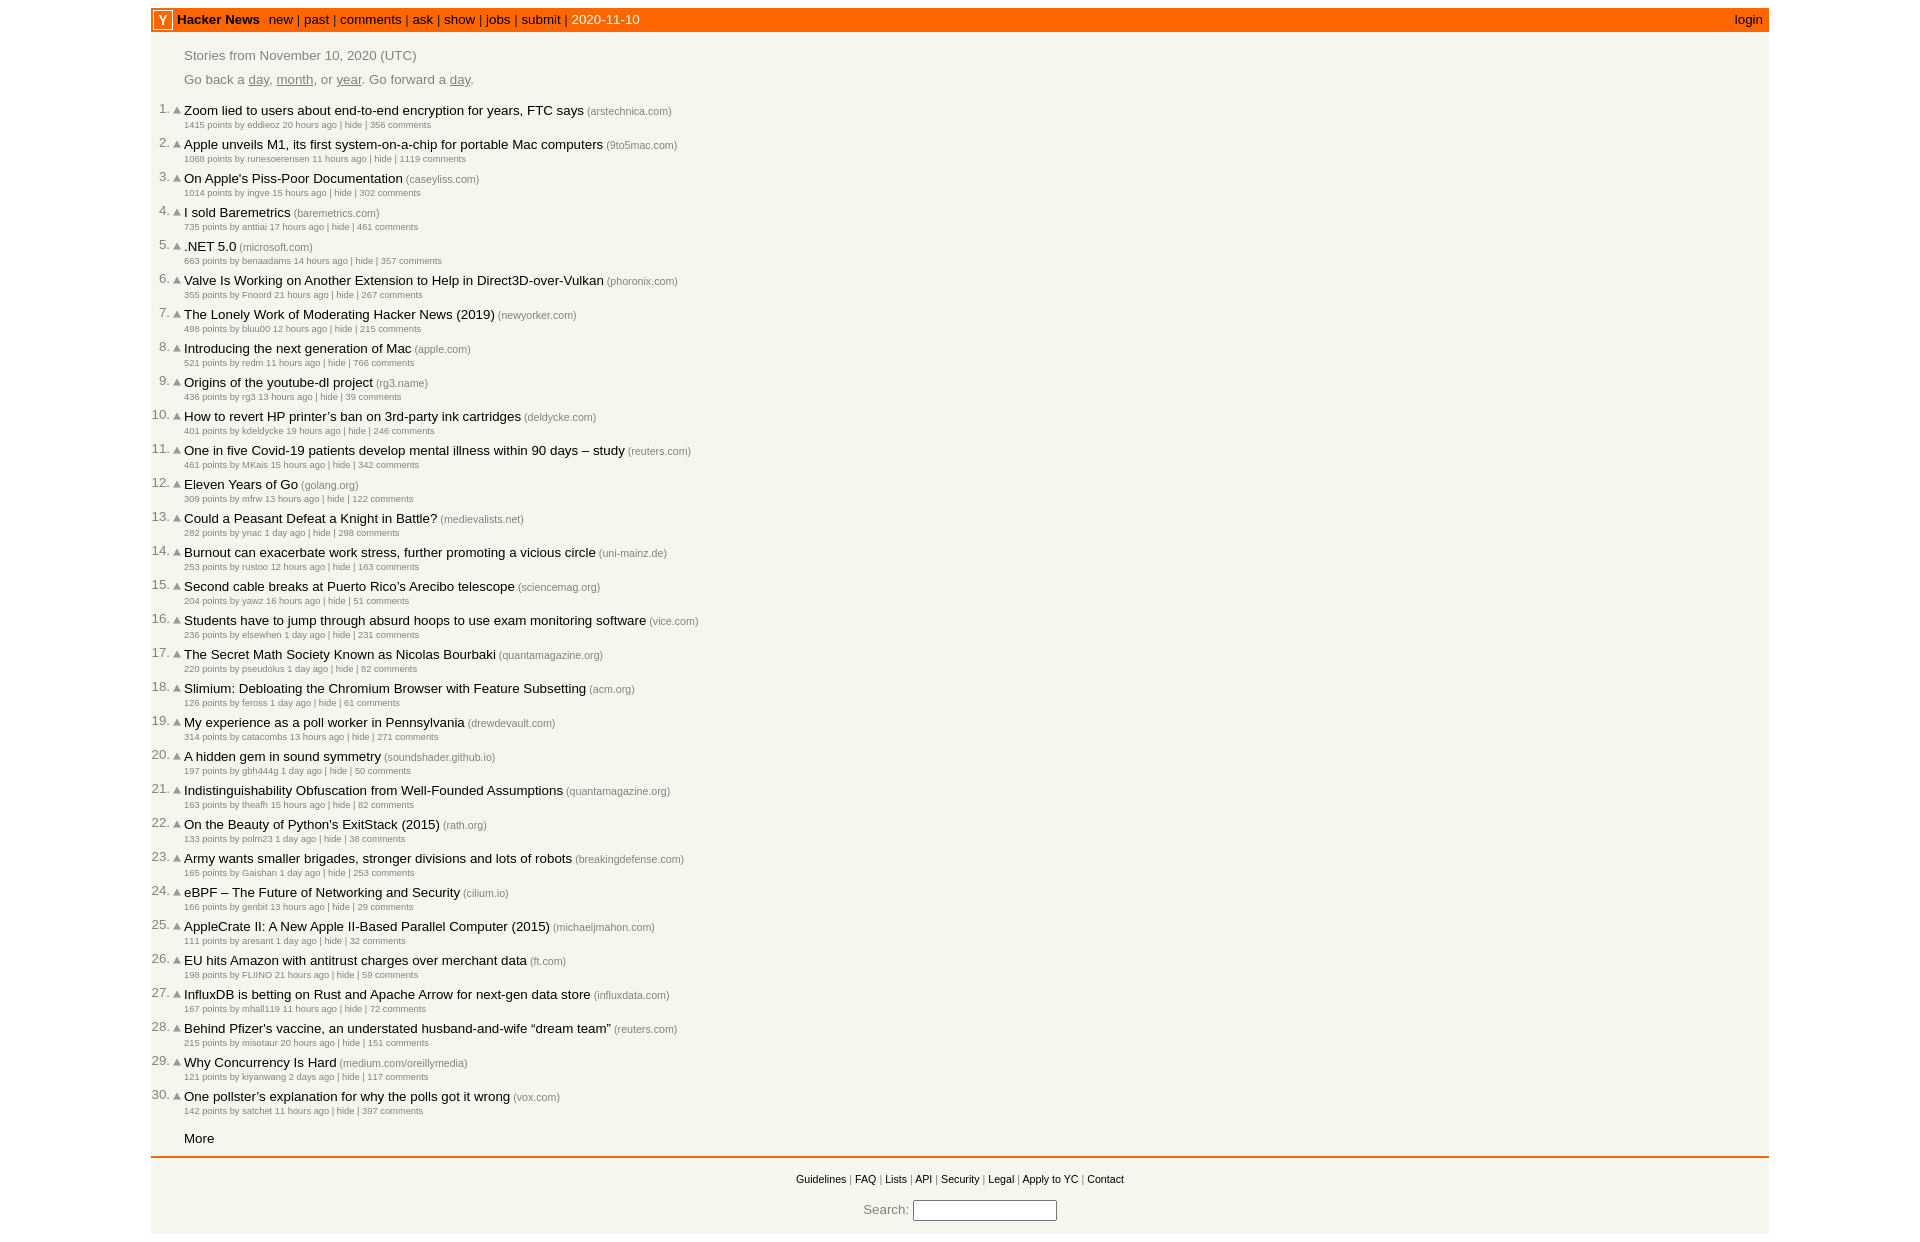 Y Hacker News new | past | comments | ask | show | jobs | submit | 2020-11-10 login
Stories from November 10, 2020 (UTC)
Go back a day, month, or year. Go forward a day.
1. Zoom lied to users about end-to-end encryption for years, FTC says (arstechnica.com)
1415 points by eddieoz 20 hours ago | hide | 356 comments
2. Apple unveils M1, its first system-on-a-chip for portable Mac computers (9to5mac.com)
1068 points by runesoerensen 11 hours ago | hide | 1119 comments
3. On Apple's Piss-Poor Documentation (caseyliss.com)
1014 points by ingve 15 hours ago | hide | 302 comments
4. I sold Baremetrics (baremetrics.com)
735 points by anttiai 17 hours ago | hide | 461 comments
5. .NET 5.0 (microsoft.com)
663 points by benaadams 14 hours ago | hide | 357 comments
6. Valve Is Working on Another Extension to Help in Direct3D-over-Vulkan (phoronix.com)
355 points by Fnoord 21 hours ago | hide | 267 comments
7. The Lonely Work of Moderating Hacker News (2019) (newyorker.com)
498 points by bluu00 12 hours ago | hide | 215 comments
8. Introducing the next generation of Mac (apple.com)
521 points by redm 11 hours ago | hide | 766 comments
9. Origins of the youtube-dl project (rg3.name)
436 points by rg3 13 hours ago | hide | 39 comments
10. How to revert HP printer’s ban on 3rd-party ink cartridges (deldycke.com)
401 points by kdeldycke 19 hours ago | hide | 246 comments
11. One in five Covid-19 patients develop mental illness within 90 days – study (reuters.com)
461 points by MKais 15 hours ago | hide | 342 comments
12. Eleven Years of Go (golang.org)
309 points by mfrw 13 hours ago | hide | 122 comments
13. Could a Peasant Defeat a Knight in Battle? (medievalists.net)
282 points by ynac 1 day ago | hide | 298 comments
14. Burnout can exacerbate work stress, further promoting a vicious circle (uni-mainz.de)
253 points by rustoo 12 hours ago | hide | 163 comments
15. Second cable breaks at Puerto Rico’s Arecibo telescope (sciencemag.org)
204 points by yawz 16 hours ago | hide | 51 comments
16. Students have to jump through absurd hoops to use exam monitoring software (vice.com)
236 points by elsewhen 1 day ago | hide | 231 comments
17. The Secret Math Society Known as Nicolas Bourbaki (quantamagazine.org)
220 points by pseudolus 1 day ago | hide | 82 comments
18. Slimium: Debloating the Chromium Browser with Feature Subsetting (acm.org)
126 points by feross 1 day ago | hide | 61 comments
19. My experience as a poll worker in Pennsylvania (drewdevault.com)
314 points by catacombs 13 hours ago | hide | 271 comments
20. A hidden gem in sound symmetry (soundshader.github.io)
197 points by gbh444g 1 day ago | hide | 50 comments
21. Indistinguishability Obfuscation from Well-Founded Assumptions (quantamagazine.org)
163 points by theafh 15 hours ago | hide | 82 comments
22. On the Beauty of Python's ExitStack (2015) (rath.org)
133 points by polm23 1 day ago | hide | 38 comments
23. Army wants smaller brigades, stronger divisions and lots of robots (breakingdefense.com)
165 points by Gaishan 1 day ago | hide | 253 comments
24. eBPF – The Future of Networking and Security (cilium.io)
166 points by genbit 13 hours ago | hide | 29 comments
25. AppleCrate II: A New Apple II-Based Parallel Computer (2015) (michaeljmahon.com)
111 points by aresant 1 day ago | hide | 32 comments
26. EU hits Amazon with antitrust charges over merchant data (ft.com)
198 points by FLIINO 21 hours ago | hide | 59 comments
27. InfluxDB is betting on Rust and Apache Arrow for next-gen data store (influxdata.com)
167 points by mhall119 11 hours ago | hide | 72 comments
28. Behind Pfizer's vaccine, an understated husband-and-wife “dream team” (reuters.com)
215 points by misotaur 20 hours ago | hide | 151 comments
29. Why Concurrency Is Hard (medium.com/oreillymedia)
121 points by kiyanwang 2 days ago | hide | 117 comments
30. One pollster’s explanation for why the polls got it wrong (vox.com)
142 points by satchet 11 hours ago | hide | 397 comments
More
Guidelines | FAQ | Lists | API | Security | Legal | Apply to YC | Contact
Search: